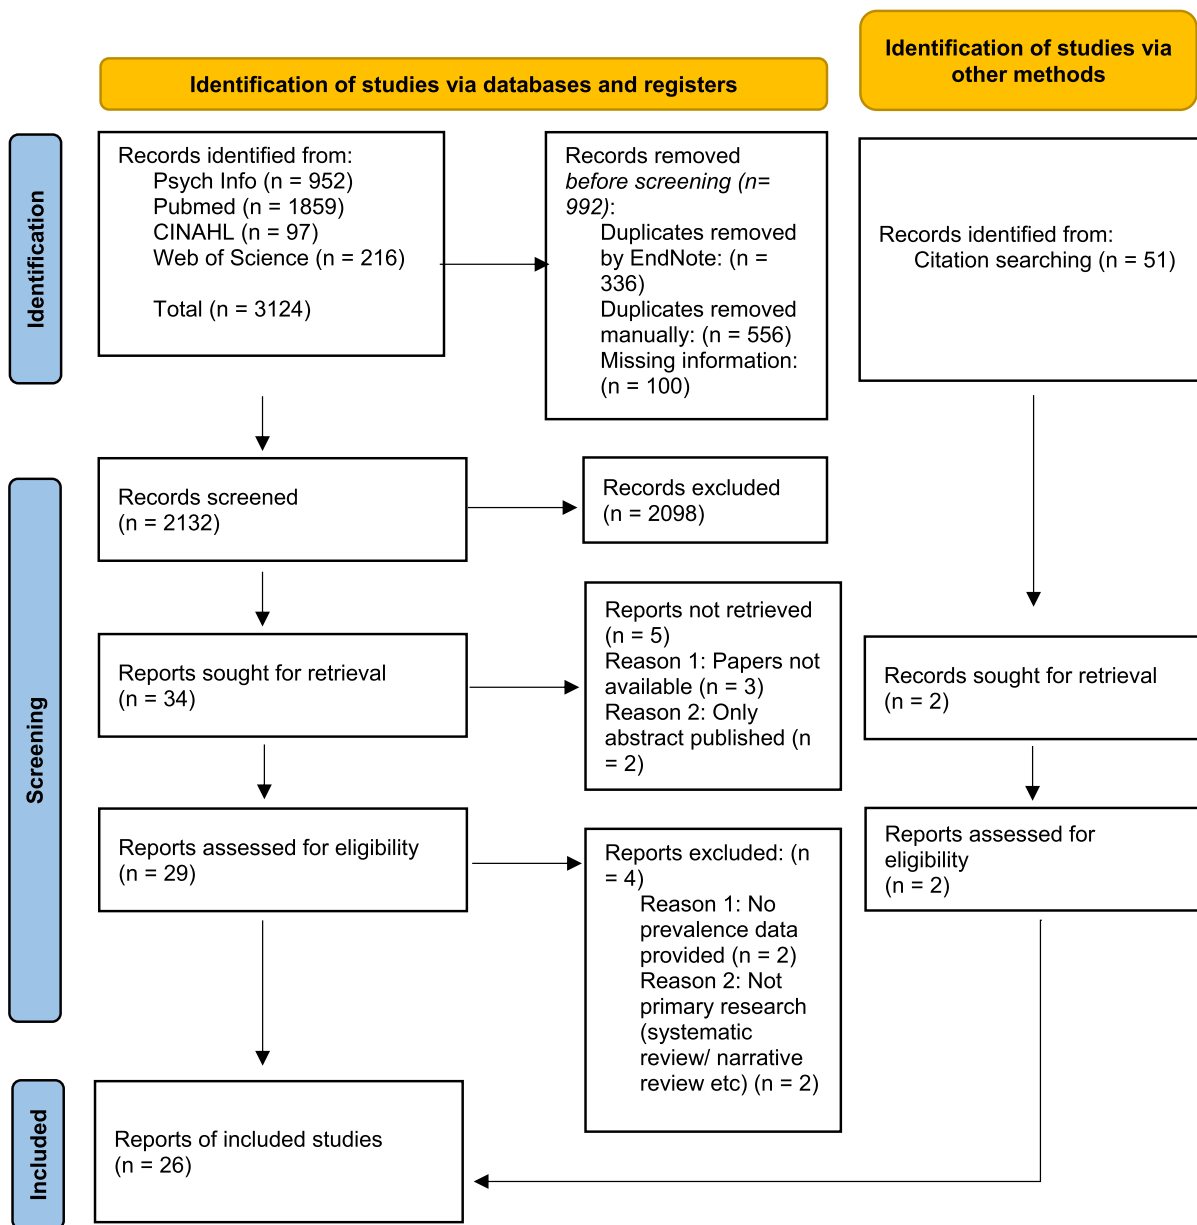 Identification of studies via databases and registers
Identification of studies via
other methods
Identification
Records identified from:
Psych Info (n = 952)
Pubmed (n = 1859)
CINAHL (n = 97)
Web of Science (n = 216)
Total (n = 3124)
Records removed
before screening (n=
992):
Duplicates removed
by EndNote: (n =
336)
Duplicates removed
manually: (n = 556)
Missing information:
(n = 100)
Records identified from:
Citation searching (n = 51)
Screening
Records screened
(n = 2132)
Records excluded
(n = 2098)
Reports sought for retrieval
(n = 34)
Reports not retrieved
(n = 5)
Reason 1: Papers not
available (n = 3)
Reason 2: Only
abstract published (n
= 2)
Records sought for retrieval
(n = 2)
Reports assessed for eligibility
(n = 29)
Reports excluded: (n
= 4)
Reason 1: No
prevalence data
provided (n = 2)
Reason 2: Not
primary research
(systematic
review/ narrative
review etc) (n = 2)
Reports assessed for
eligibility
(n = 2)
Included
Reports of included studies
(n = 26)